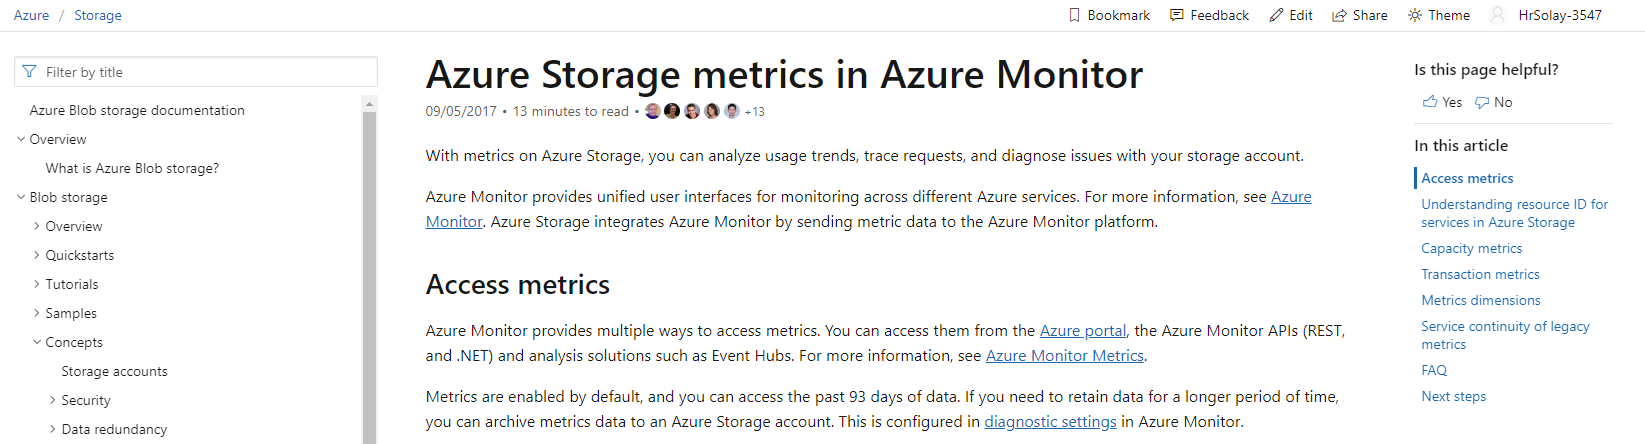 Azure / Storage
Bookmark Feedback Edit Share Theme HrSolay-3547
Filter by title
Azure Blob storage documentation
Overview
What is Azure Blob storage?
Blob storage
Overview
Quickstarts
Tutorials
Samples
Concepts
Storage accounts
Security
Data redundancy
Azure Storage metrics in Azure Monitor
09/05/2017 • 13 minutes to read • +13
With metrics on Azure Storage, you can analyze usage trends, trace requests, and diagnose issues with your storage account.
Azure Monitor provides unified user interfaces for monitoring across different Azure services. For more information, see Azure
Monitor. Azure Storage integrates Azure Monitor by sending metric data to the Azure Monitor platform.
Access metrics
Azure Monitor provides multiple ways to access metrics. You can access them from the Azure portal, the Azure Monitor APIs (REST,
and .NET) and analysis solutions such as Event Hubs. For more information, see Azure Monitor Metrics.
Metrics are enabled by default, and you can access the past 93 days of data. If you need to retain data for a longer period of time,
you can archive metrics data to an Azure Storage account. This is configured in diagnostic settings in Azure Monitor.
Is this page helpful?
Yes No
In this article
Access metrics
Understanding resource ID for
services in Azure Storage
Capacity metrics
Transaction metrics
Metrics dimensions
Service continuity of legacy
metrics
FAQ
Next steps